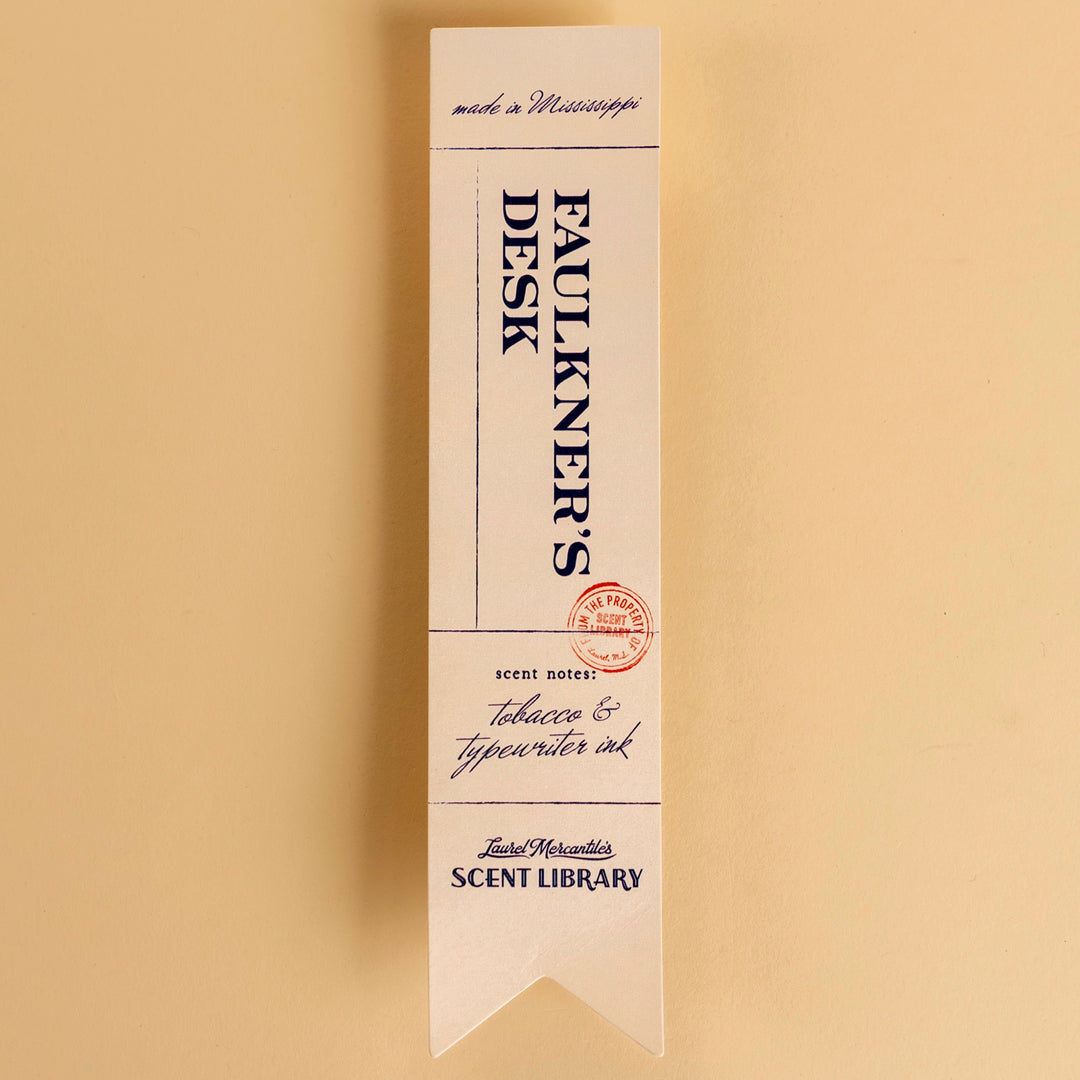 made in Mississippi
FAULKNER'S
DESK
FROM THE PROPERTY OF
SCENT
LIBRARY
Laurel, M.S.
scent notes:
tobacco &
typewriter ink
Laurel Mercantile's
SCENT LIBRARY